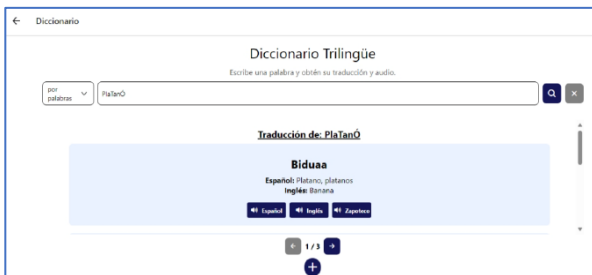 Diccionario
Diccionario Trilingüe
Escribe una palabra y obtén su traducción y audio.
por palabras PlaTanÓ
Traducción de: PlaTanÓ
Biduaa
Español: Platano, platanos
Inglés: Banana
Español Inglés Zapoteco
1 / 3